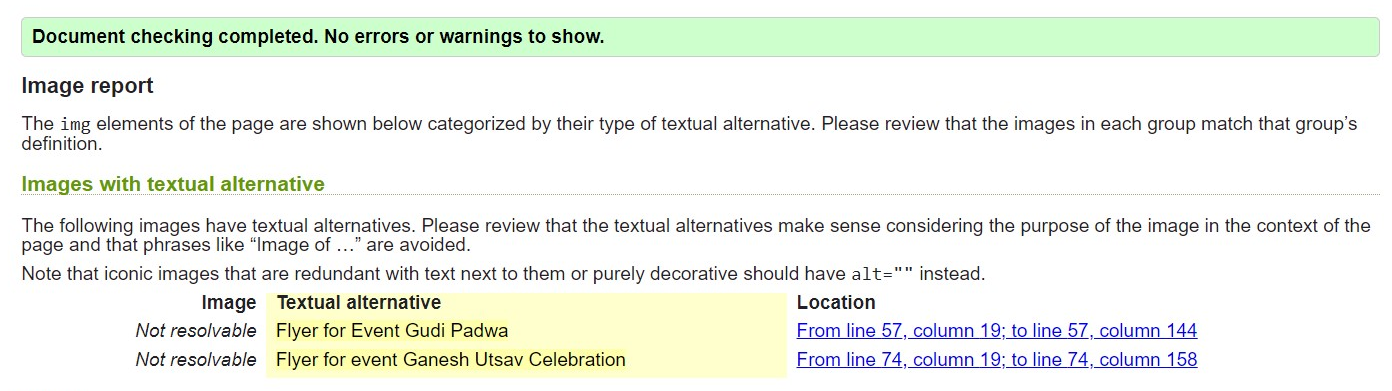 Document checking completed. No errors or warnings to show.
Image report
The img elements of the page are shown below categorized by their type of textual alternative. Please review that the images in each group match that group’s
definition.
Images with textual alternative
The following images have textual alternatives. Please review that the textual alternatives make sense considering the purpose of the image in the context of the
page and that phrases like “Image of …” are avoided.
Note that iconic images that are redundant with text next to them or purely decorative should have alt="" instead.
Image Textual alternative Location
Not resolvable Flyer for Event Gudi Padwa From line 57, column 19; to line 57, column 144
Not resolvable Flyer for event Ganesh Utsav Celebration From line 74, column 19; to line 74, column 158